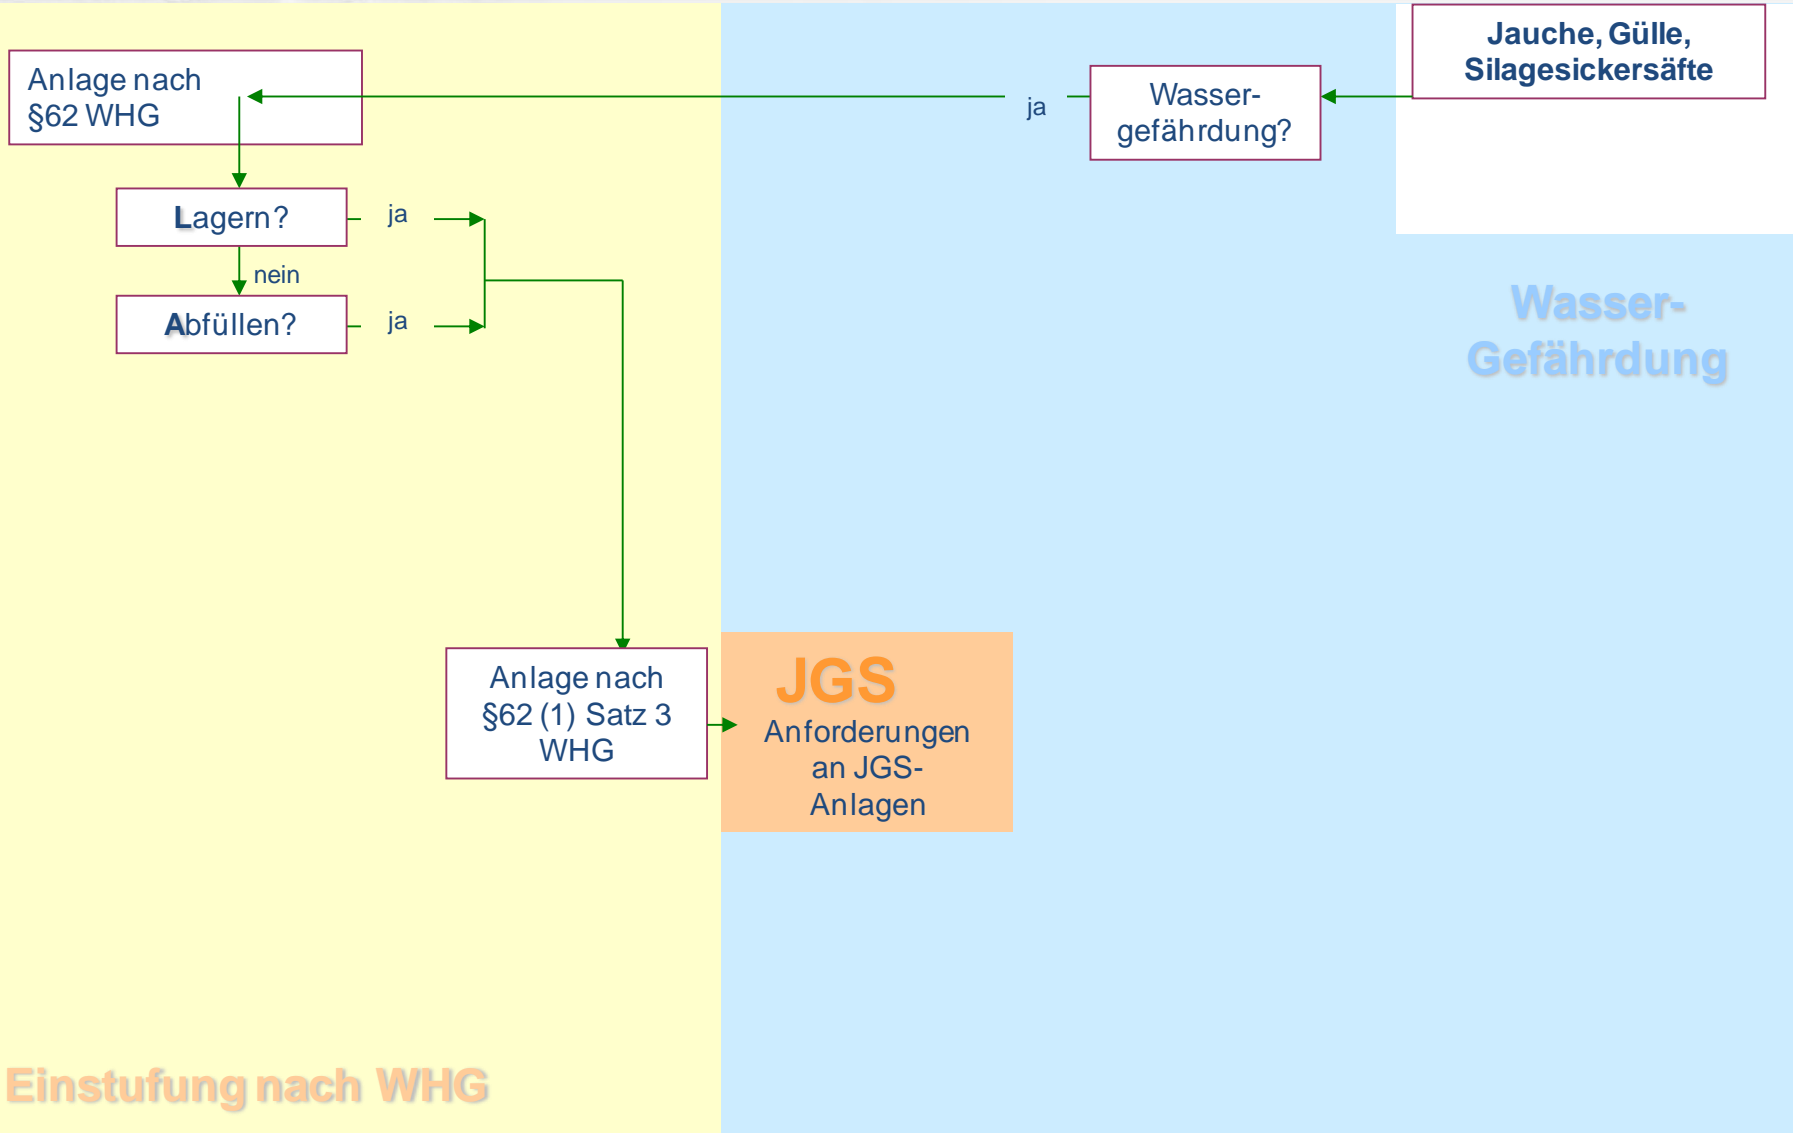 Jauche, Gülle,
Silagesickersäfte
Wasser-
gefährdung?
ja
Anlage nach
§62 WHG
Lagern?
ja
nein
Abfüllen?
ja
Wasser-
Gefährdung
Anlage nach
§62 (1) Satz 3
WHG
JGS
Anforderungen
an JGS-
Anlagen
Einstufung nach WHG